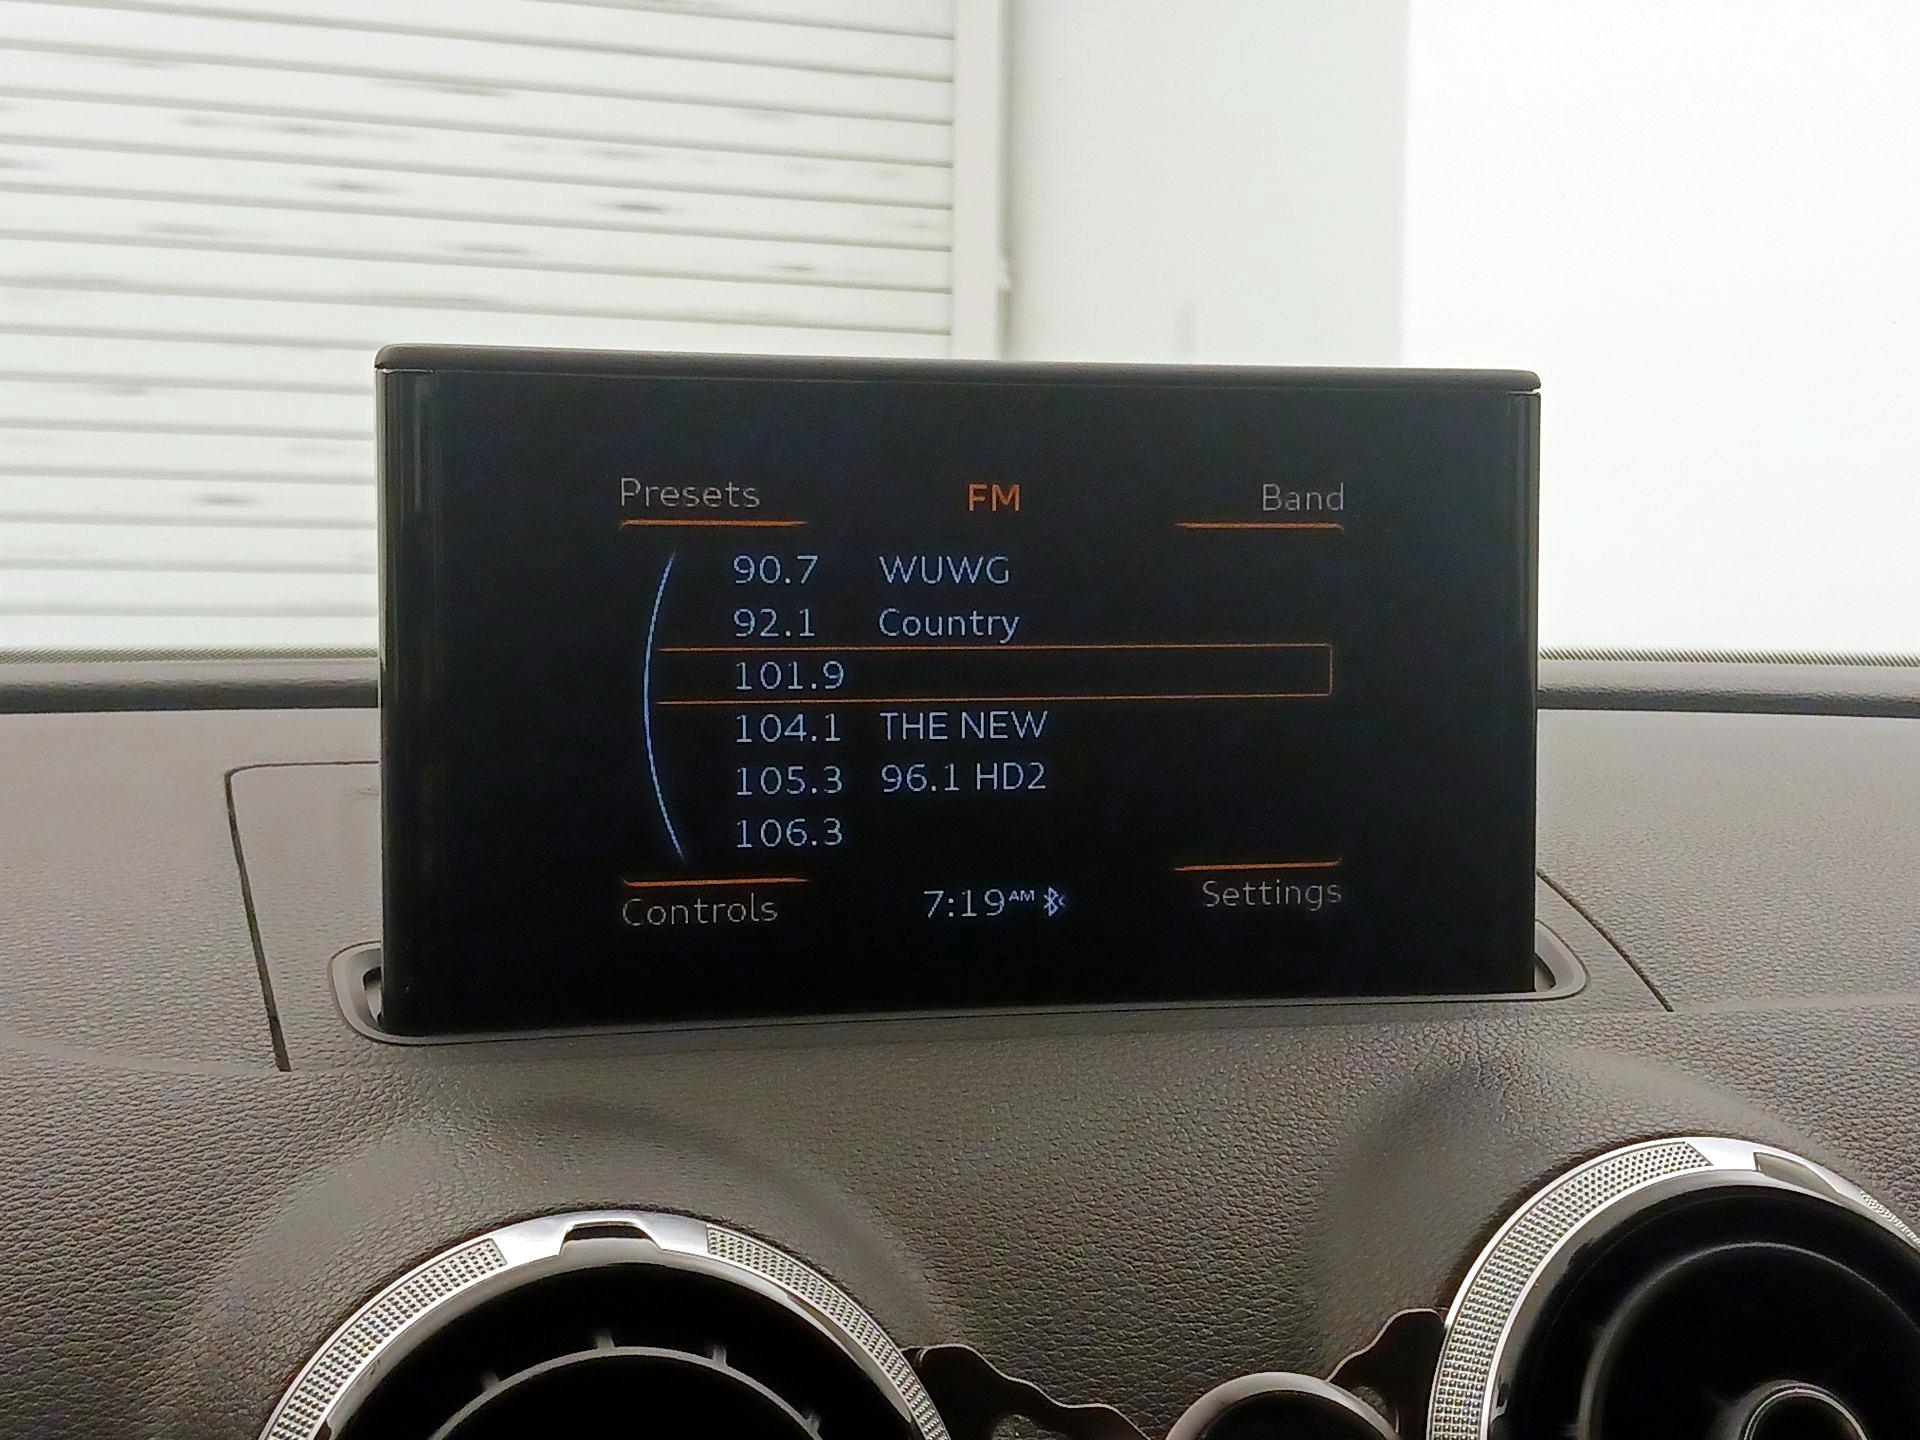 Presets FM Band
90.7 WUWG
92.1 Country
101.9
104.1 THE NEW
105.3 96.1 HD2
106.3
Controls 7:19 AM Settings